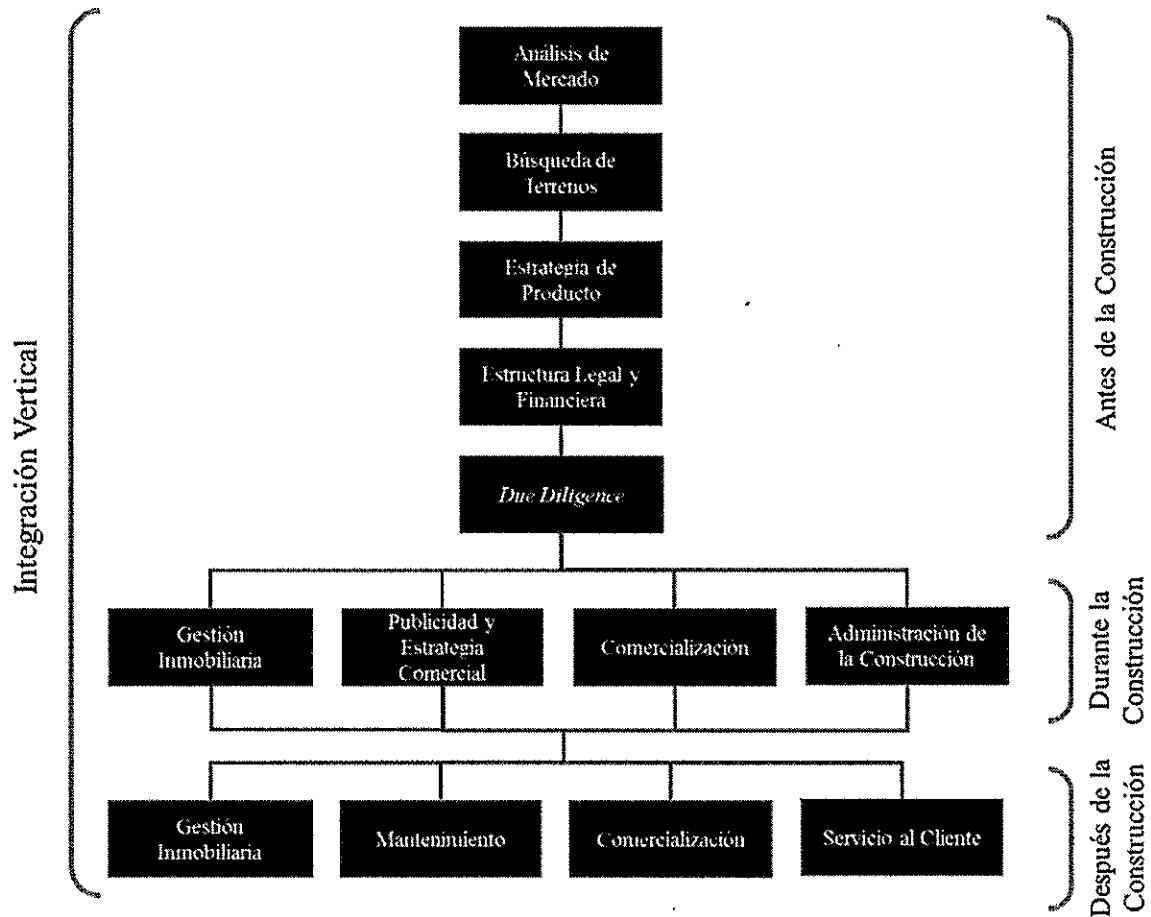 Integración Vertical
Análisis de
Mercado
Búsqueda de
Terrenos
Estrategia de
Producto
Estructura Legal y
Financiera
Due Diligence
Antes de la Construcción
Gestión
Inmobiliaria
Publicidad y
Estrategia
Comercial
Comercialización
Administración de
la Construcción
Durante la
Construcción
Gestión
Inmobiliaria
Mantenimiento
Comercialización
Servicio al Cliente
Después de la
Construcción